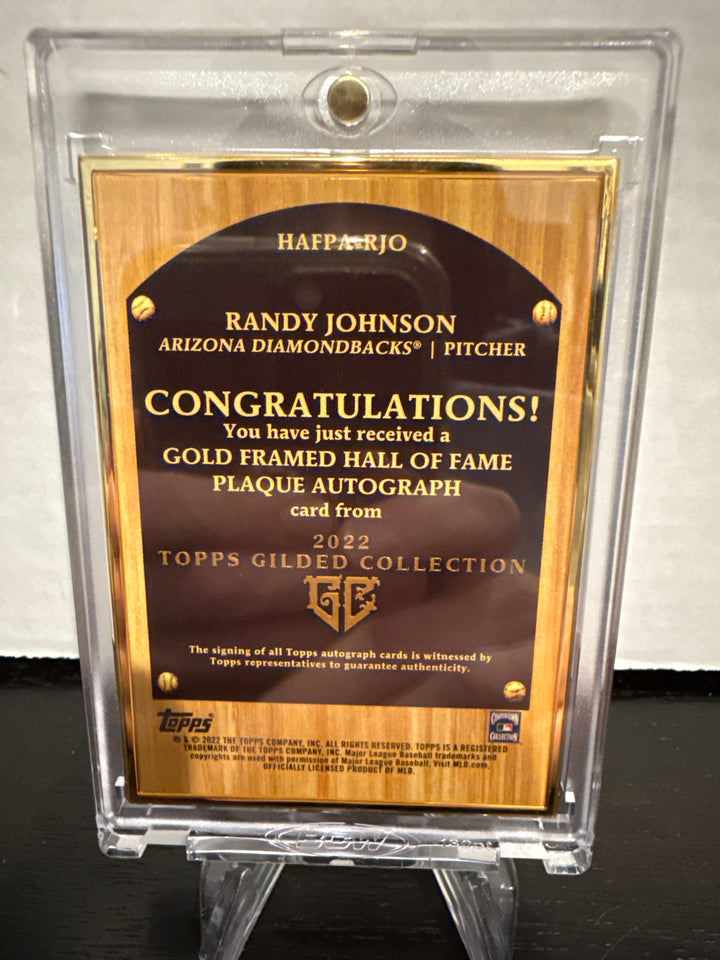 HAFPA-RJO
RANDY JOHNSON
ARIZONA DIAMONDBACKS® | PITCHER
CONGRATULATIONS!
You have just received a
GOLD FRAMED HALL OF FAME
PLAQUE AUTOGRAPH
card from
2022
TOPPS GILDED COLLECTION
GC
The signing of all Topps autograph cards is witnessed by
Topps representatives to guarantee authenticity.
Topps®
COOPERSTOWN
COLLECTION
® & © 2022 THE TOPPS COMPANY, INC. ALL RIGHTS RESERVED. TOPPS IS A REGISTERED
TRADEMARK OF THE TOPPS COMPANY, INC. Major League Baseball trademarks and
copyrights are used with permission of Major League Baseball. Visit MLB.com.
OFFICIALLY LICENSED PRODUCT OF MLB.
BCW